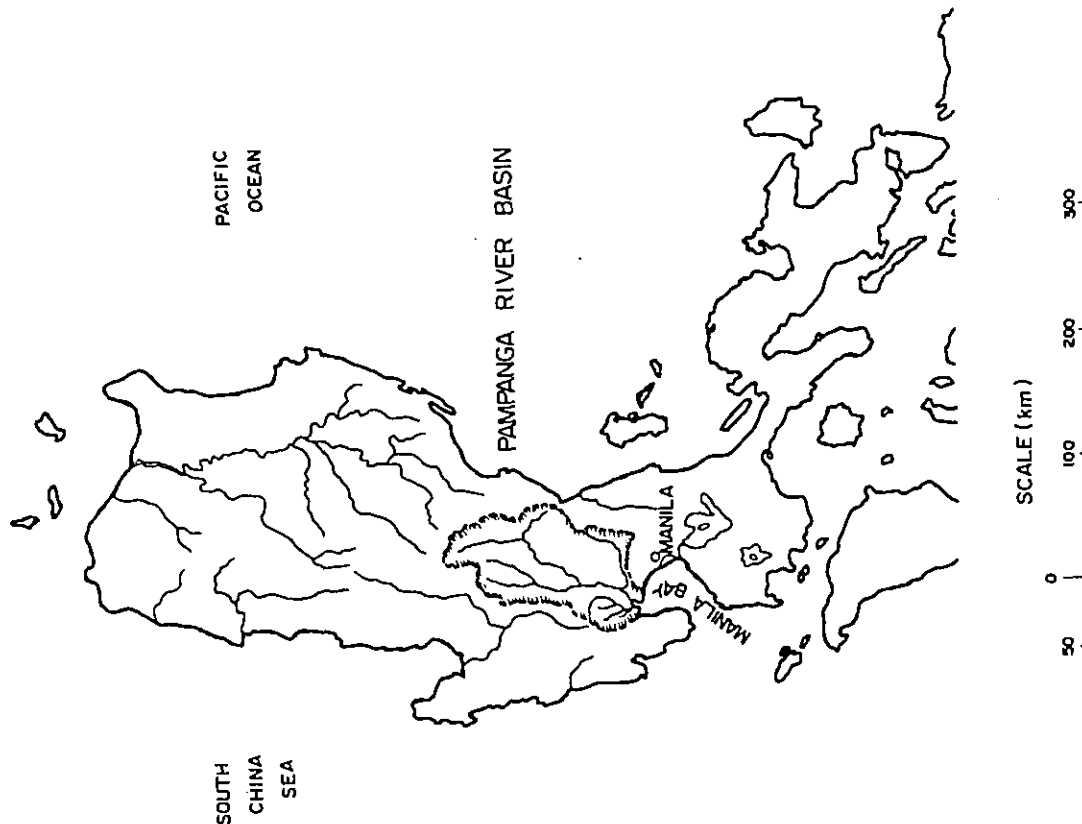 PACIFIC
OCEAN
PAMPANGA RIVER BASIN
SOUTH
CHINA
SEA
MANILA
MANILA BAY
SCALE (km)
50 0 100 200 300